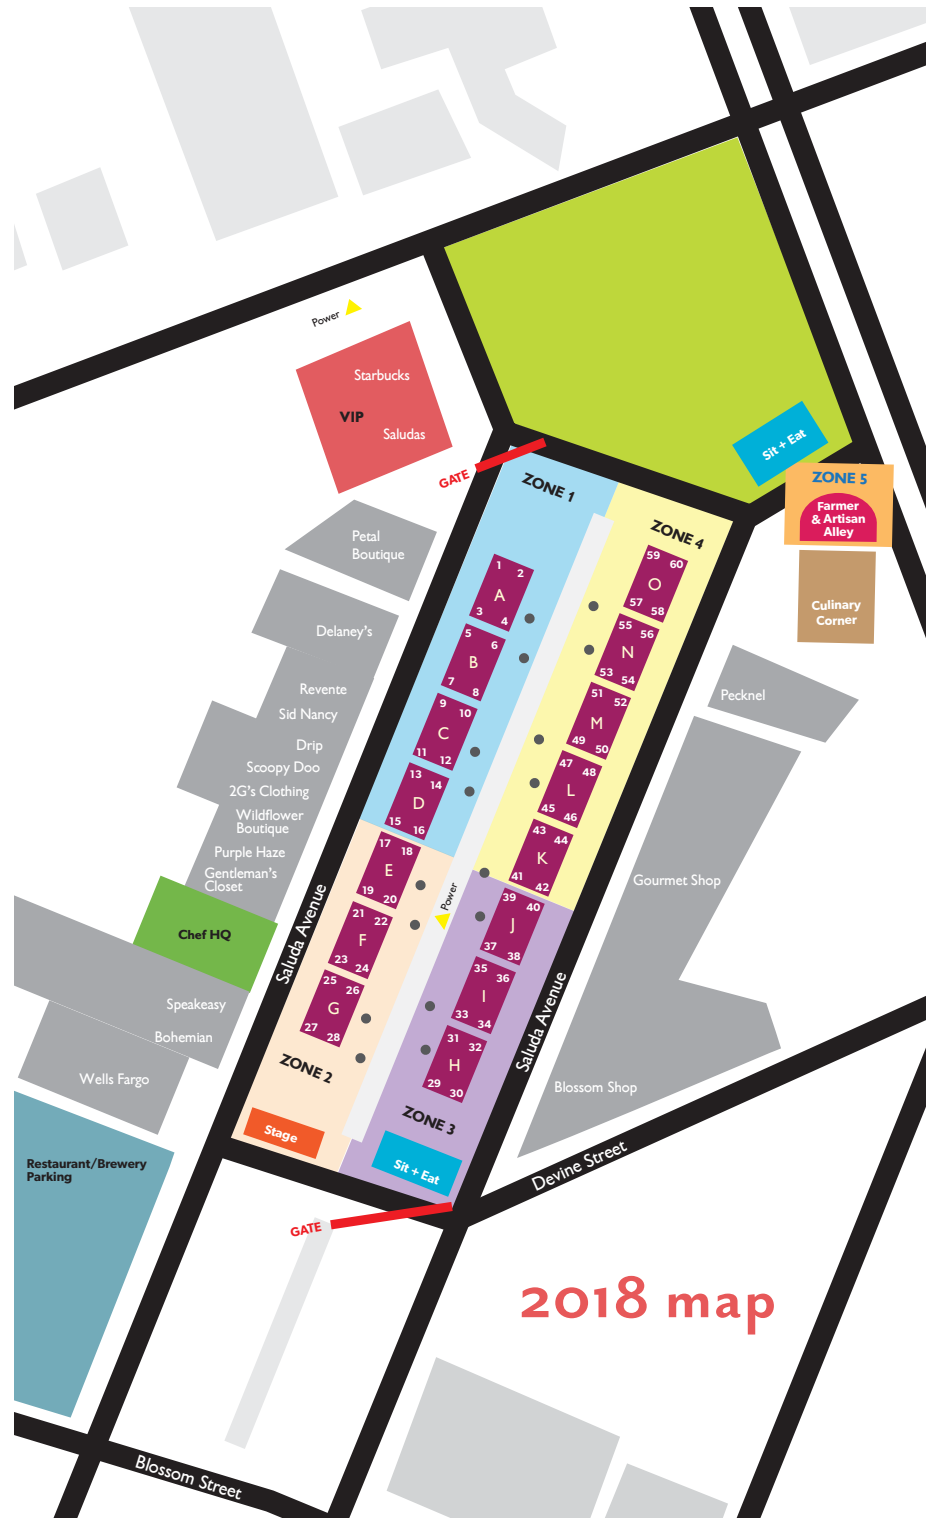 Power
Starbucks
VIP
Saludas
GATE
Sit + Eat
ZONE 5
Farmer
& Artisan
Alley
Culinary
Corner
ZONE 1
ZONE 4
Petal
Boutique
Delaney's
Revente
Sid Nancy
Drip
Scoopy Doo
2G's Clothing
Wildflower
Boutique
Purple Haze
Gentleman's
Closet
Chef HQ
Speakeasy
Bohemian
Wells Fargo
Restaurant/Brewery
Parking
1 2
A
3 4
5 6
B
7 8
9 10
C
11 12
13 14
D
15 16
17 18
E
19 20
21 22
F
23 24
25 26
G
27 28
ZONE 2
Stage
59 60
O
57 58
55 56
N
53 54
51 52
M
49 50
47 48
L
45 46
43 44
K
41 42
39 40
J
37 38
35 36
I
33 34
31 32
H
29 30
ZONE 3
Sit + Eat
Power
Saluda Avenue
Saluda Avenue
Pecknel
Gourmet Shop
Blossom Shop
Devine Street
GATE
2018 map
Blossom Street